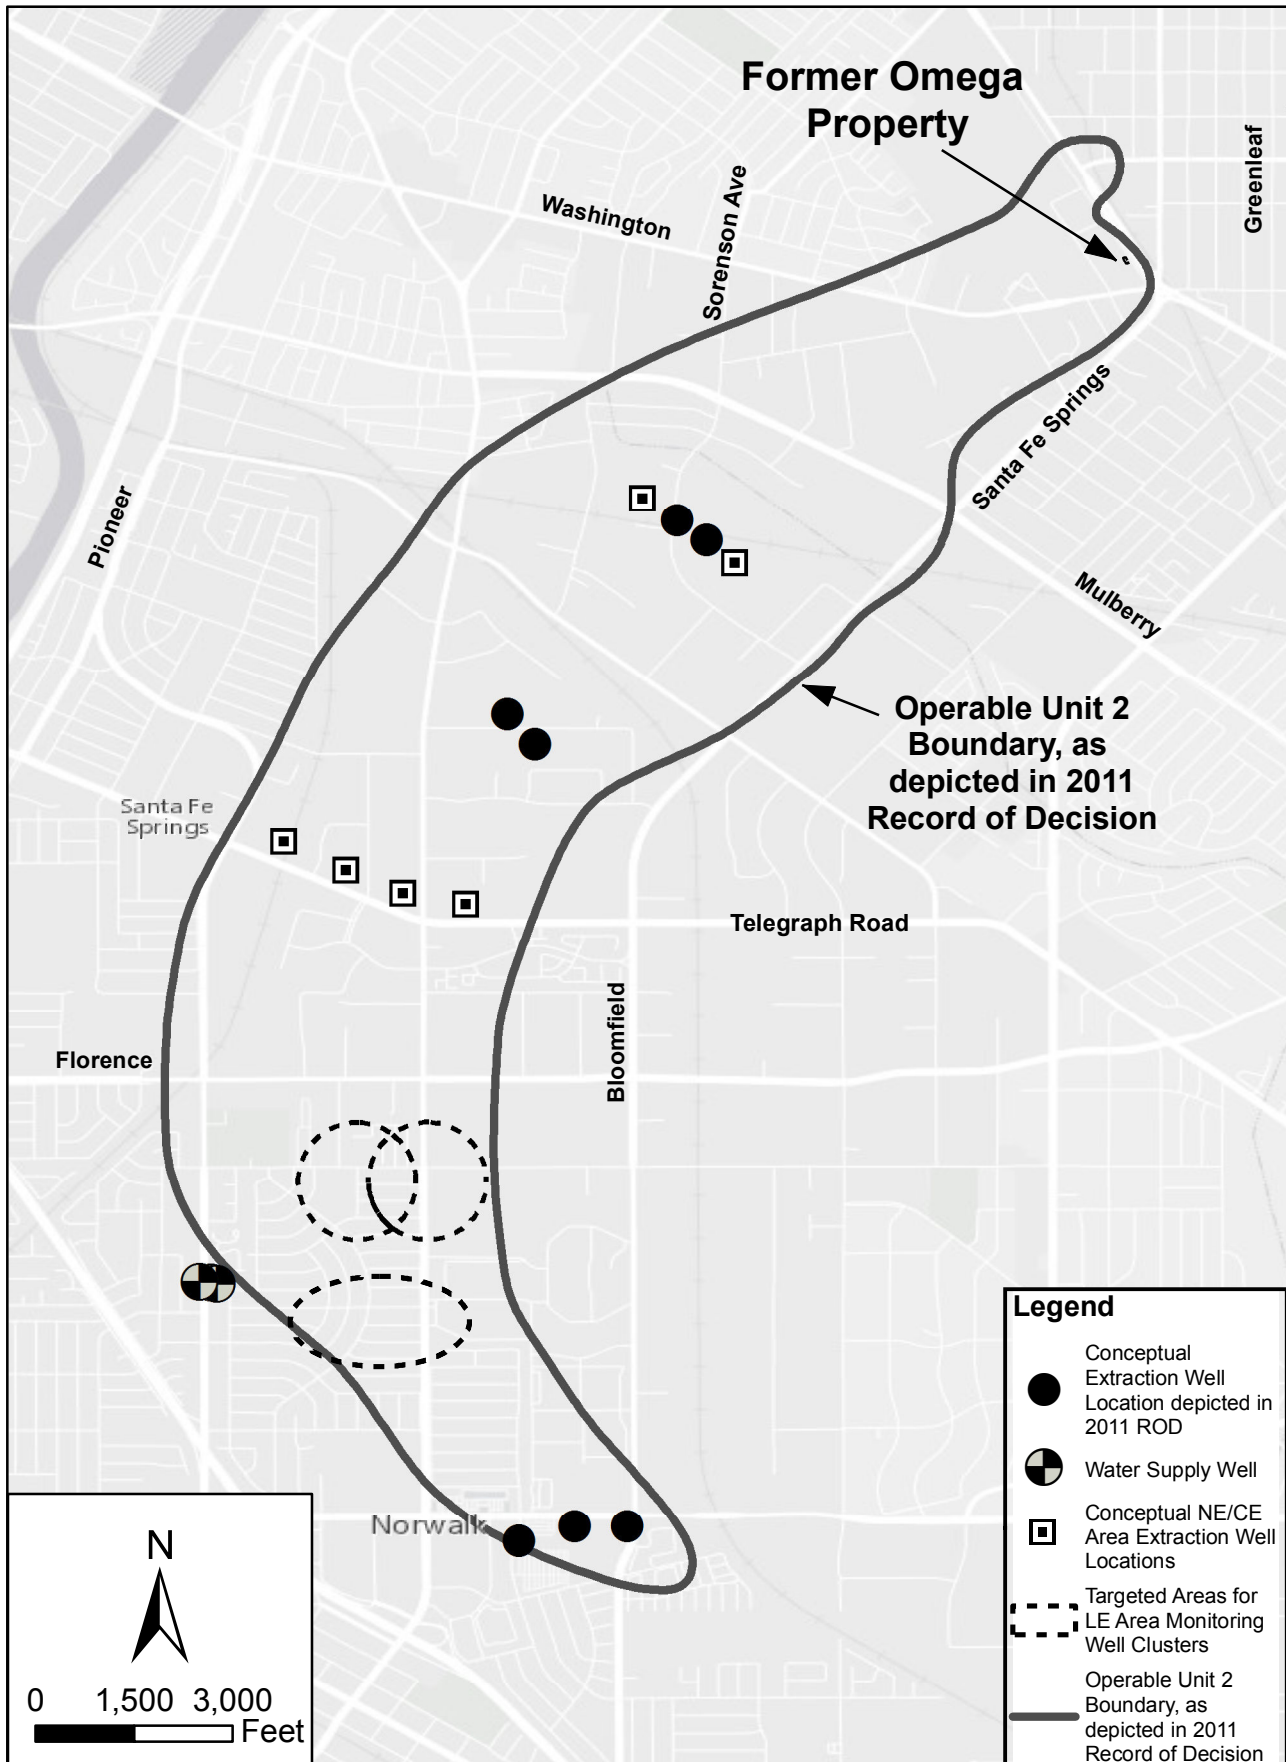 Former Omega
Property
Greenleaf
Washington
Sorenson Ave
Santa Fe Springs
Pioneer
Mulberry
Operable Unit 2
Boundary, as
depicted in 2011
Record of Decision
Santa Fe
Springs
Telegraph Road
Bloomfield
Florence
Norwalk
N
0 1,500 3,000
Feet
Legend
Conceptual
Extraction Well
Location depicted in
2011 ROD
Water Supply Well
Conceptual NE/CE
Area Extraction Well
Locations
Targeted Areas for
LE Area Monitoring
Well Clusters
Operable Unit 2
Boundary, as
depicted in 2011
Record of Decision